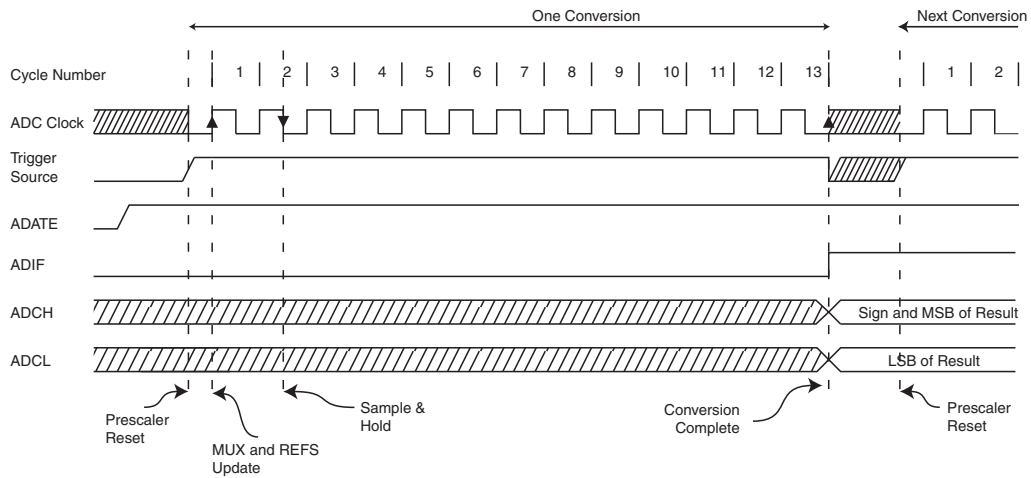 One Conversion
Next Conversion
Cycle Number
1 2 3 4 5 6 7 8 9 10 11 12 13 1 2
ADC Clock
Trigger
Source
ADATE
ADIF
ADCH
Sign and MSB of Result
ADCL
LSB of Result
Prescaler
Reset
MUX and REFS
Update
Sample &
Hold
Conversion
Complete
Prescaler
Reset